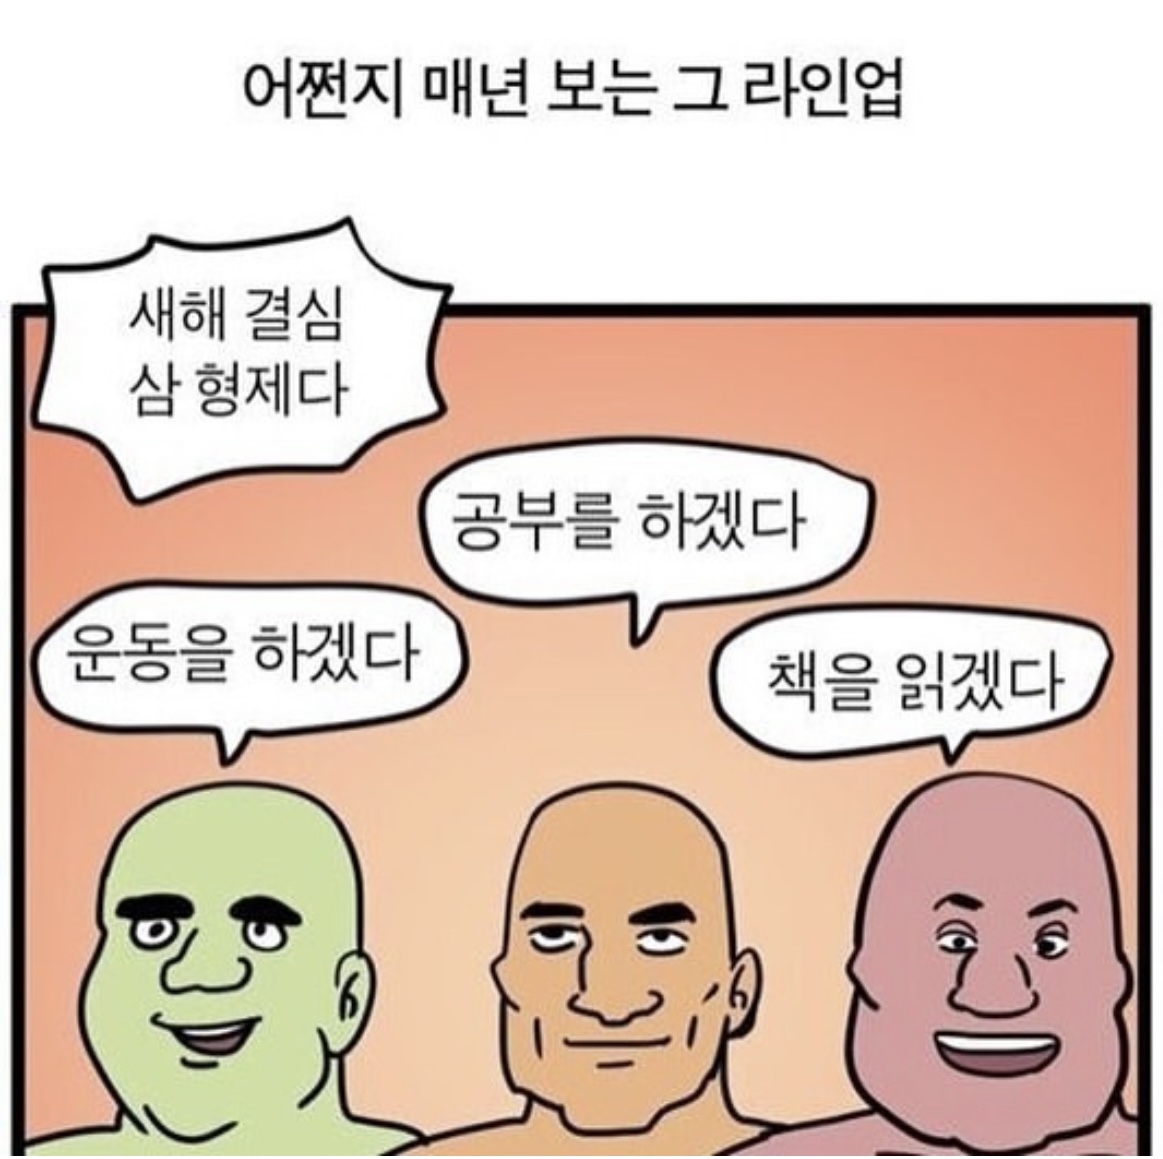 어쩐지 매년 보는 그 라인업
새해 결심
삼 형제다
공부를 하겠다
운동을 하겠다
책을 읽겠다